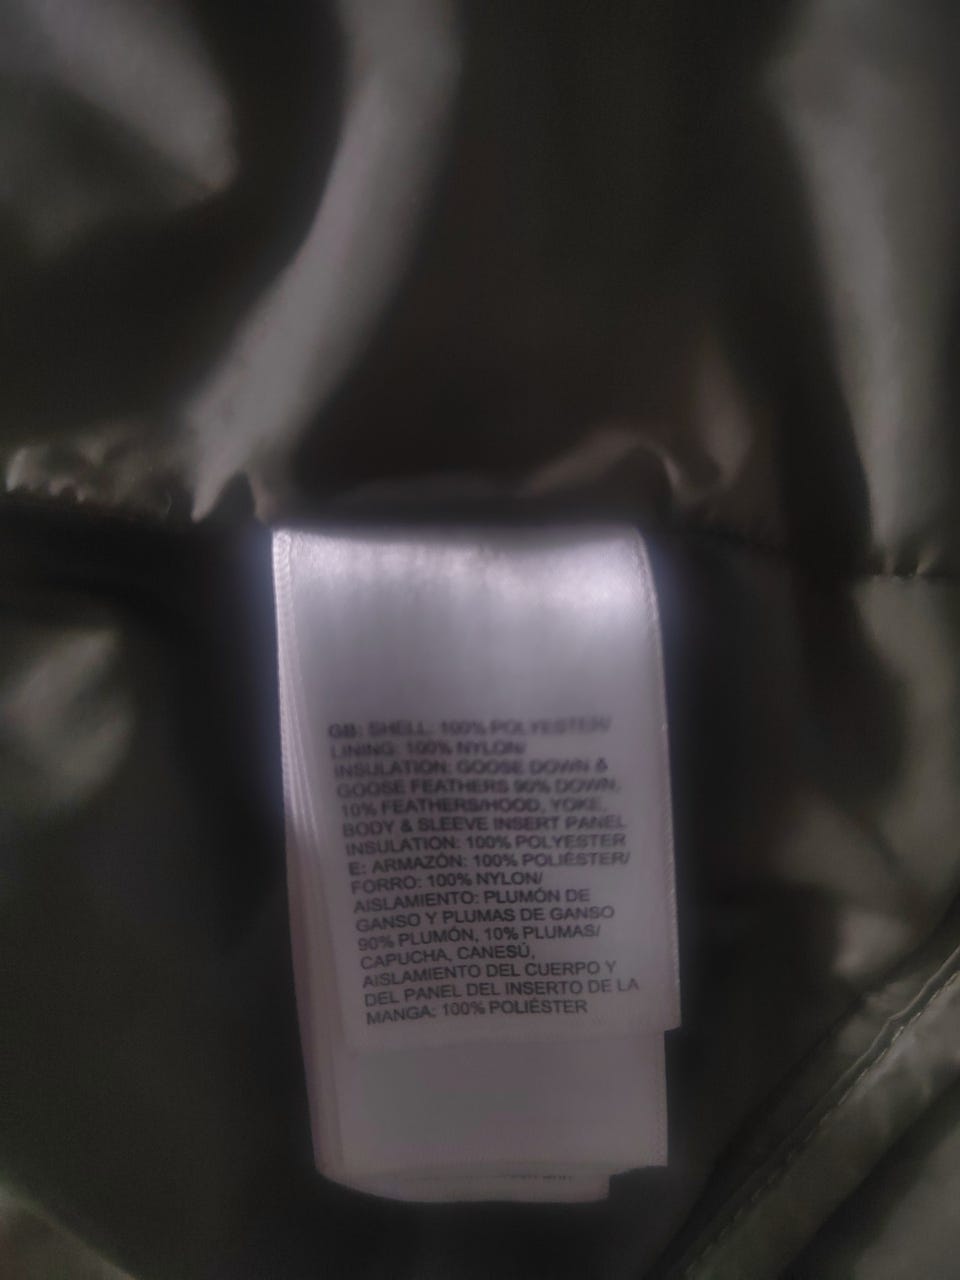 GB: SHELL: 100% POLYESTER/
LINING: 100% NYLON/
INSULATION: GOOSE DOWN &
GOOSE FEATHERS 90% DOWN,
10% FEATHERS/HOOD, YOKE,
BODY & SLEEVE INSERT PANEL
INSULATION: 100% POLYESTER
E: ARMAZÓN: 100% POLIÉSTER/
FORRO: 100% NYLON/
AISLAMIENTO: PLUMÓN DE
GANSO Y PLUMAS DE GANSO
90% PLUMÓN, 10% PLUMAS/
CAPUCHA, CANESÚ,
AISLAMIENTO DEL CUERPO Y
DEL PANEL DEL INSERTO DE LA
MANGA: 100% POLIÉSTER